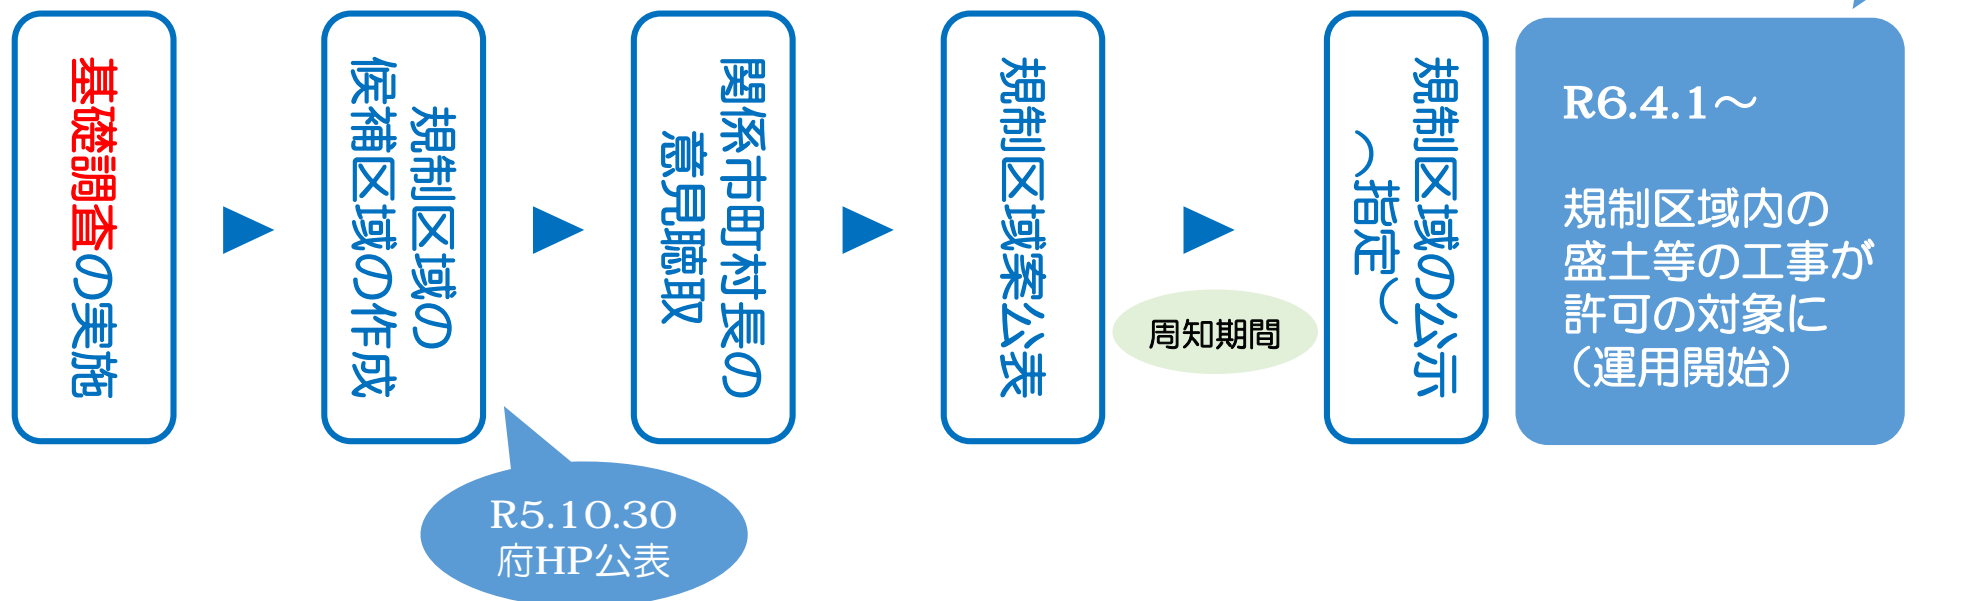 基礎調査の実施
規制区域の
候補区域の作成
関係市町村長の
意見聴取
規制区域案公表
周知期間
規制区域の公示
（指定）
R6.4.1～
規制区域内の
盛土等の工事が
許可の対象に
（運用開始）
R5.10.30
府HP公表